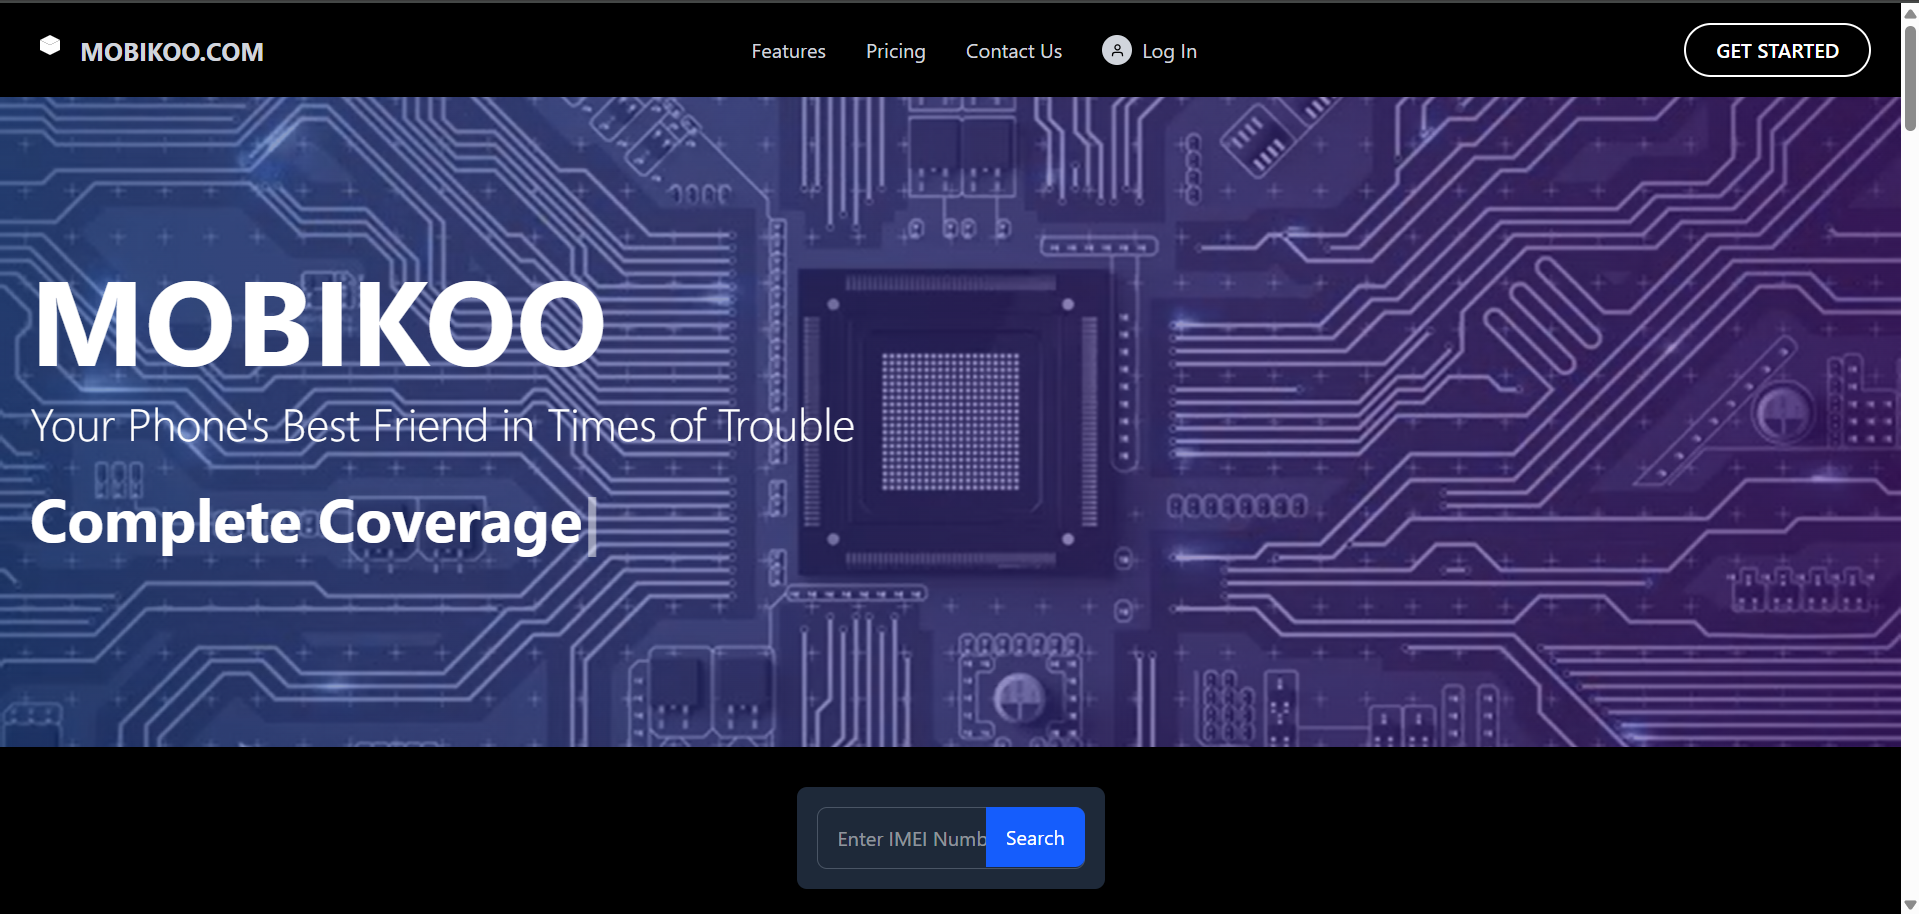 MOBIKOO.COM
Features
Pricing
Contact Us
Log In
GET STARTED
MOBIKOO
Your Phone's Best Friend in Times of Trouble
Complete Coverage
Enter IMEI Numb
Search